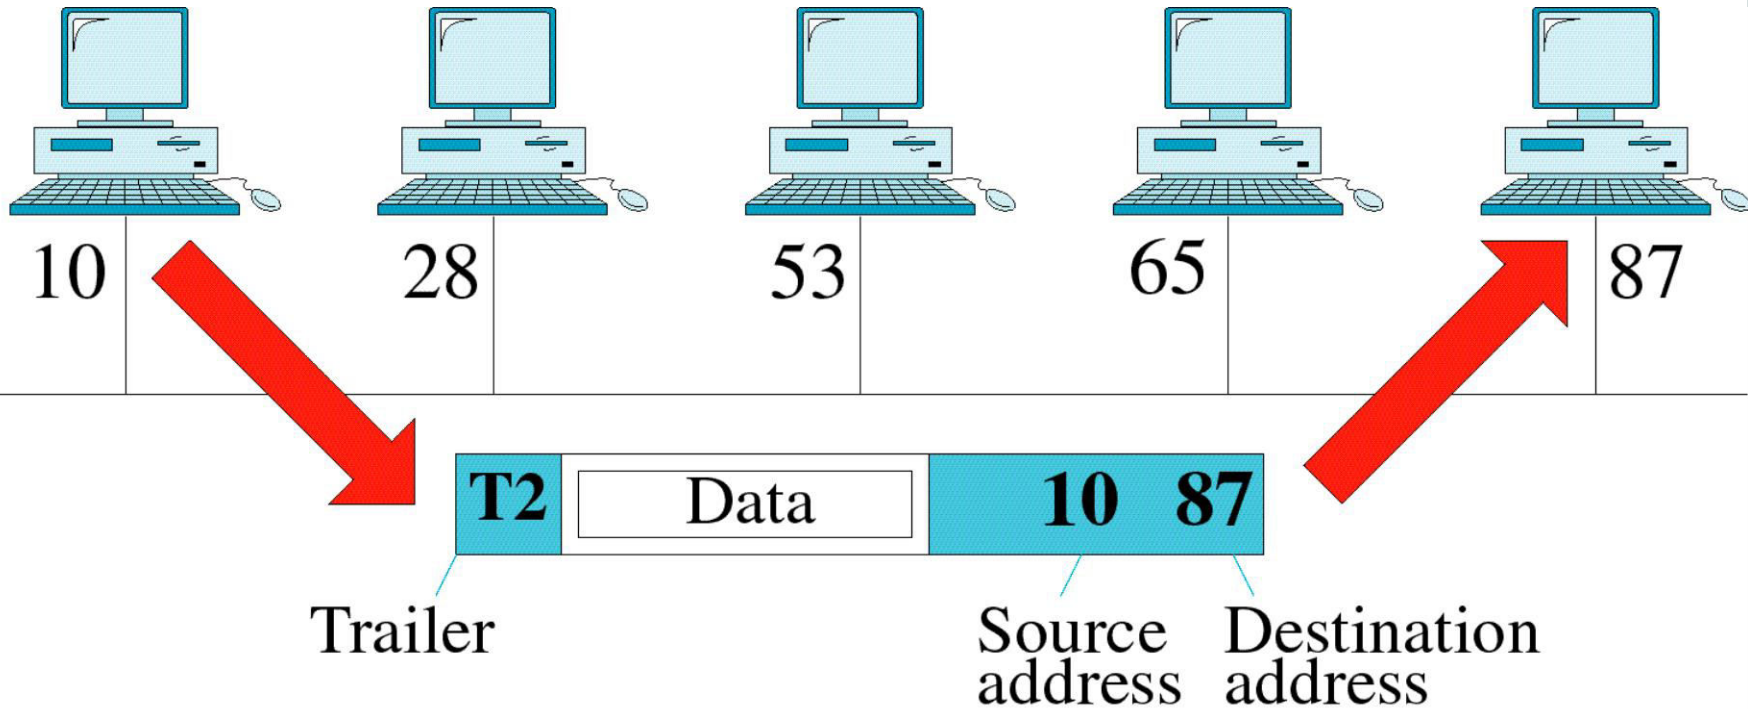 10
28
53
65
87
T2
Data
10 87
Trailer
Source
address
Destination
address